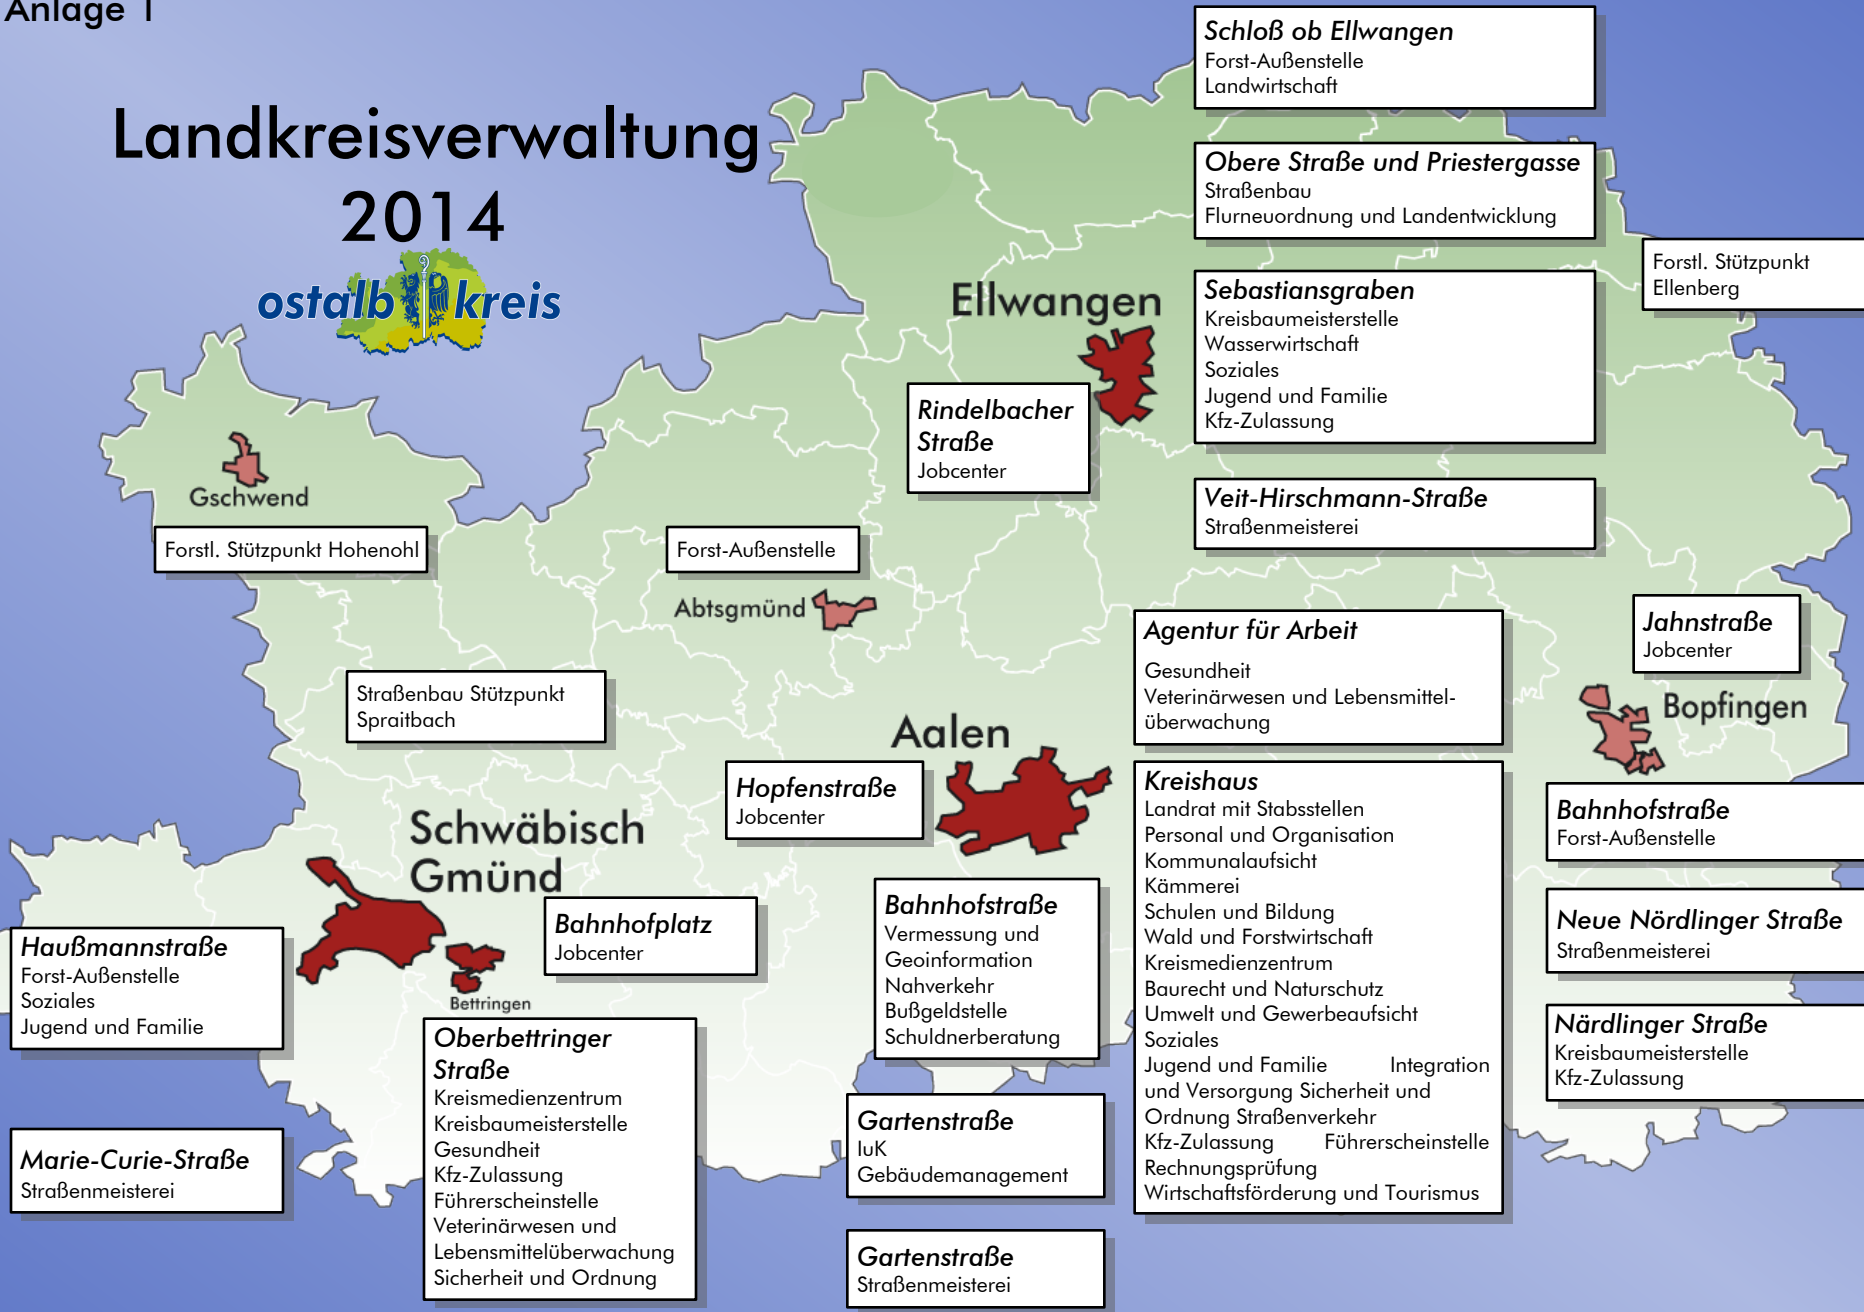 Anlage 1
Landkreisverwaltung
2014
ostalb kreis
Schloß ob Ellwangen
Forst-Außenstelle
Landwirtschaft
Obere Straße und Priestergasse
Straßenbau
Flurneuordnung und Landentwicklung
Forstl. Stützpunkt
Ellenberg
Ellwangen
Sebastiansgraben
Kreisbaumeisterstelle
Wasserwirtschaft
Soziales
Jugend und Familie
Kfz-Zulassung
Rindelbacher
Straße
Jobcenter
Veit-Hirschmann-Straße
Straßenmeisterei
Gschwend
Forstl. Stützpunkt Hohenohl
Forst-Außenstelle
Abtsgmünd
Straßenbau Stützpunkt
Spraitbach
Agentur für Arbeit
Gesundheit
Veterinärwesen und Lebensmittel-
überwachung
Jahnstraße
Jobcenter
Bopfingen
Aalen
Hopfenstraße
Jobcenter
Kreishaus
Landrat mit Stabsstellen
Personal und Organisation
Kommunalaufsicht
Kämmerei
Schulen und Bildung
Wald und Forstwirtschaft
Kreismedienzentrum
Baurecht und Naturschutz
Umwelt und Gewerbeaufsicht
Soziales
Jugend und Familie Integration
und Versorgung Sicherheit und
Ordnung Straßenverkehr
Kfz-Zulassung Führerscheinstelle
Rechnungsprüfung
Wirtschaftsförderung und Tourismus
Bahnhofstraße
Forst-Außenstelle
Neue Nördlinger Straße
Straßenmeisterei
Närdlinger Straße
Kreisbaumeisterstelle
Kfz-Zulassung
Schwäbisch
Gmünd
Bahnhofplatz
Jobcenter
Bahnhofstraße
Vermessung und
Geoinformation
Nahverkehr
Bußgeldstelle
Schuldnerberatung
Haußmannstraße
Forst-Außenstelle
Soziales
Jugend und Familie
Bettringen
Oberbettringer
Straße
Kreismedienzentrum
Kreisbaumeisterstelle
Gesundheit
Kfz-Zulassung
Führerscheinstelle
Veterinärwesen und
Lebensmittelüberwachung
Sicherheit und Ordnung
Gartenstraße
IuK
Gebäudemanagement
Marie-Curie-Straße
Straßenmeisterei
Gartenstraße
Straßenmeisterei